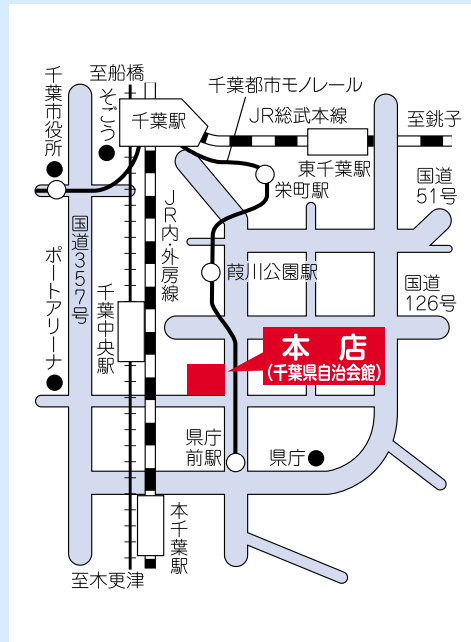 至船橋
千葉市役所
そごう
千葉駅
千葉都市モノレール
JR総武本線
至銚子
東千葉駅
栄町駅
国道
51号
JR内・外房線
国道357号
ポートアリーナ
千葉中央駅
葭川公園駅
国道
126号
本店
(千葉県自治会館)
県庁
前駅
県庁
本千葉駅
至木更津